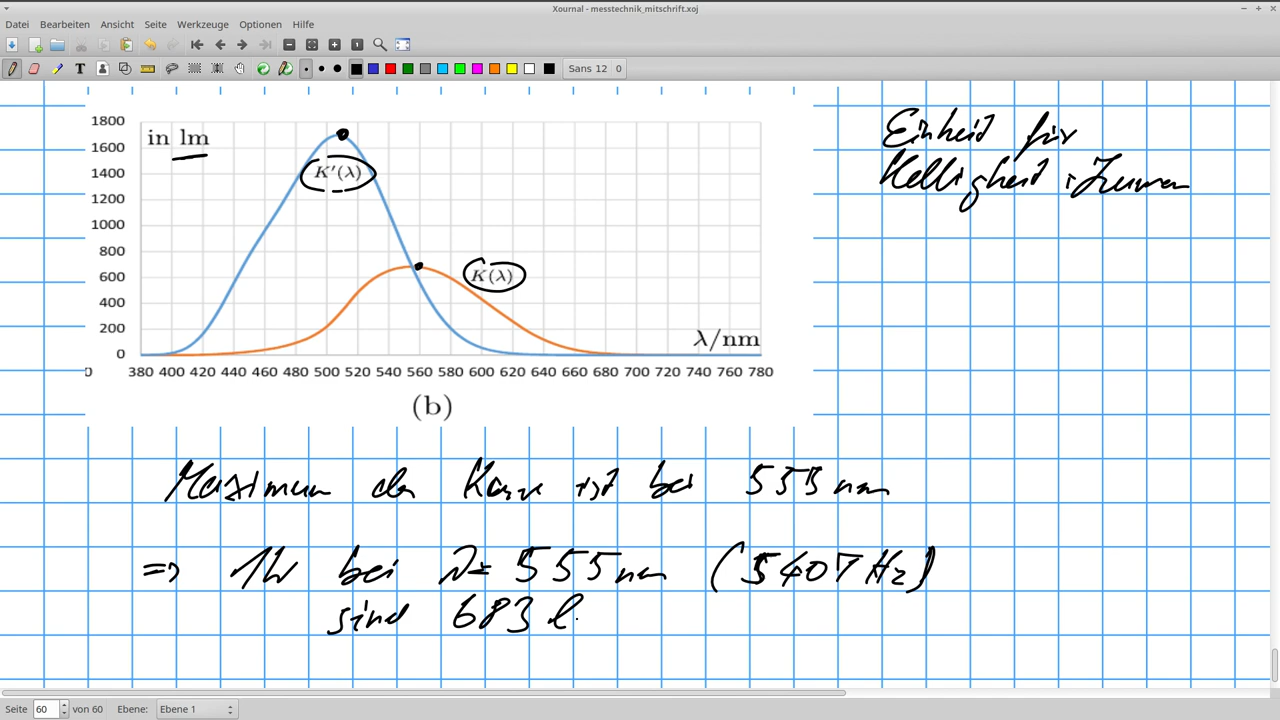 Xournal - messtechnik_mitschrift.xoj
Datei Bearbeiten Ansicht Seite Werkzeuge Optionen Hilfe
Sans 12 0
1800
in lm
1600
1400
1200
1000
800
600
400
200
0
K'(λ)
K(λ)
λ/nm
0 380 400 420 440 460 480 500 520 540 560 580 600 620 640 660 680 700 720 740 760 780
(b)
Einheit für
Helligheit : Lumen
Maximum der Kurve ist bei 555 nm
=> 1W bei λ = 555 nm (540THz)
sind 683 l
Seite 60 von 60 Ebene: Ebene 1